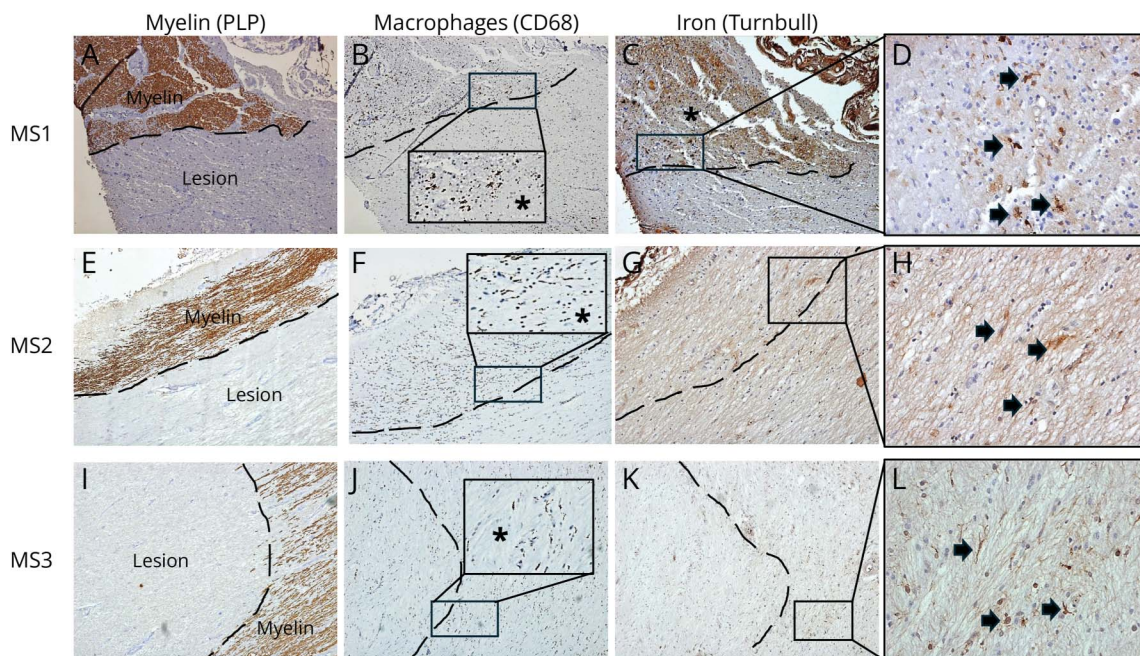 Myelin (PLP) Macrophages (CD68) Iron (Turnbull)
MS1
A
Myelin
Lesion
B
*
C
*
D
MS2
E
Myelin
Lesion
F
*
G
H
MS3
I
Lesion
Myelin
J
*
K
L